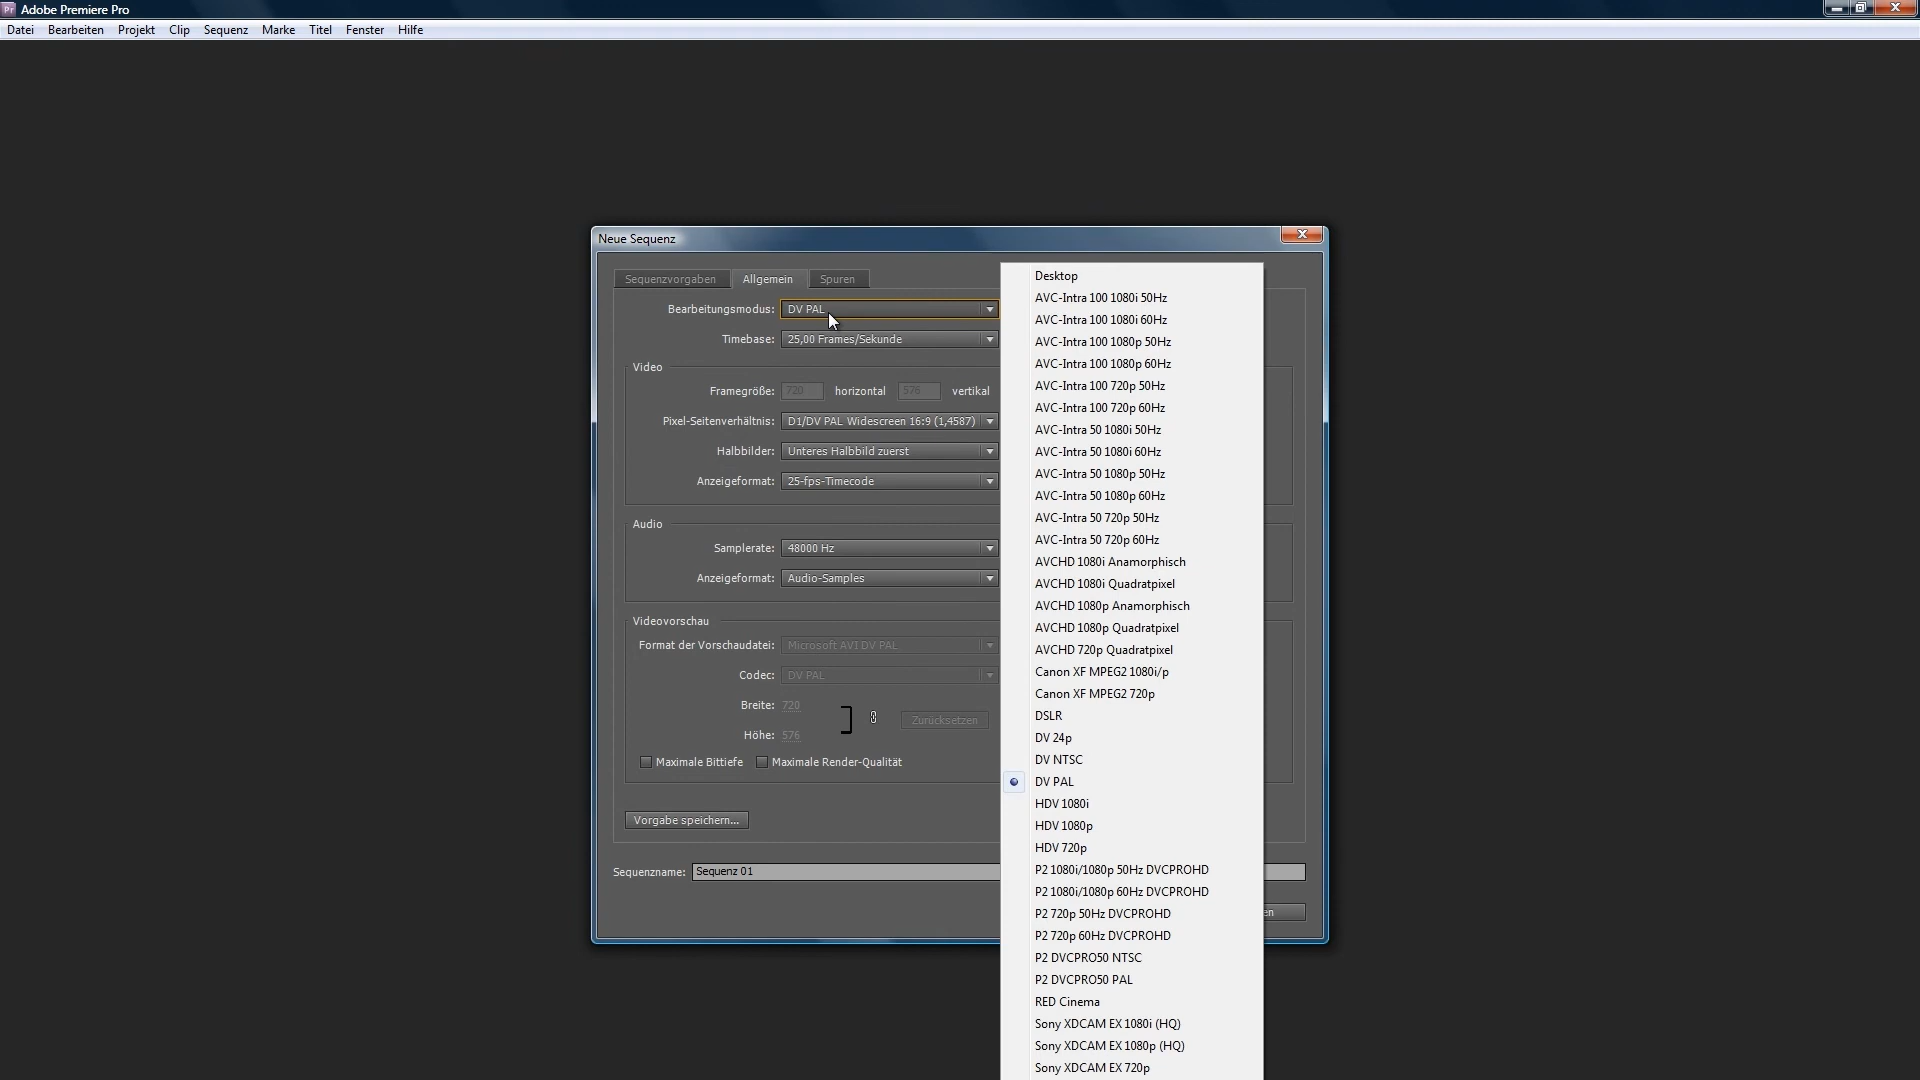 Pr Adobe Premiere Pro
Datei Bearbeiten Projekt Clip Sequenz Marke Titel Fenster Hilfe
Neue Sequenz
Sequenzvorgaben Allgemein Spuren
Bearbeitungsmodus: DV PAL
Timebase: 25,00 Frames/Sekunde
Video
Framegröße: 720 horizontal 576 vertikal
Pixel-Seitenverhältnis: D1/DV PAL Widescreen 16:9 (1,4587)
Halbbilder: Unteres Halbbild zuerst
Anzeigeformat: 25-fps-Timecode
Audio
Samplerate: 48000 Hz
Anzeigeformat: Audio-Samples
Videovorschau
Format der Vorschaudatei: Microsoft AVI DV PAL
Codec: DV PAL
Breite: 720
Höhe: 576
Zurücksetzen
Maximale Bittiefe Maximale Render-Qualität
Vorgabe speichern...
Sequenzname: Sequenz 01
en
Desktop
AVC-Intra 100 1080i 50Hz
AVC-Intra 100 1080i 60Hz
AVC-Intra 100 1080p 50Hz
AVC-Intra 100 1080p 60Hz
AVC-Intra 100 720p 50Hz
AVC-Intra 100 720p 60Hz
AVC-Intra 50 1080i 50Hz
AVC-Intra 50 1080i 60Hz
AVC-Intra 50 1080p 50Hz
AVC-Intra 50 1080p 60Hz
AVC-Intra 50 720p 50Hz
AVC-Intra 50 720p 60Hz
AVCHD 1080i Anamorphisch
AVCHD 1080i Quadratpixel
AVCHD 1080p Anamorphisch
AVCHD 1080p Quadratpixel
AVCHD 720p Quadratpixel
Canon XF MPEG2 1080i/p
Canon XF MPEG2 720p
DSLR
DV 24p
DV NTSC
DV PAL
HDV 1080i
HDV 1080p
HDV 720p
P2 1080i/1080p 50Hz DVCPROHD
P2 1080i/1080p 60Hz DVCPROHD
P2 720p 50Hz DVCPROHD
P2 720p 60Hz DVCPROHD
P2 DVCPRO50 NTSC
P2 DVCPRO50 PAL
RED Cinema
Sony XDCAM EX 1080i (HQ)
Sony XDCAM EX 1080p (HQ)
Sony XDCAM EX 720p